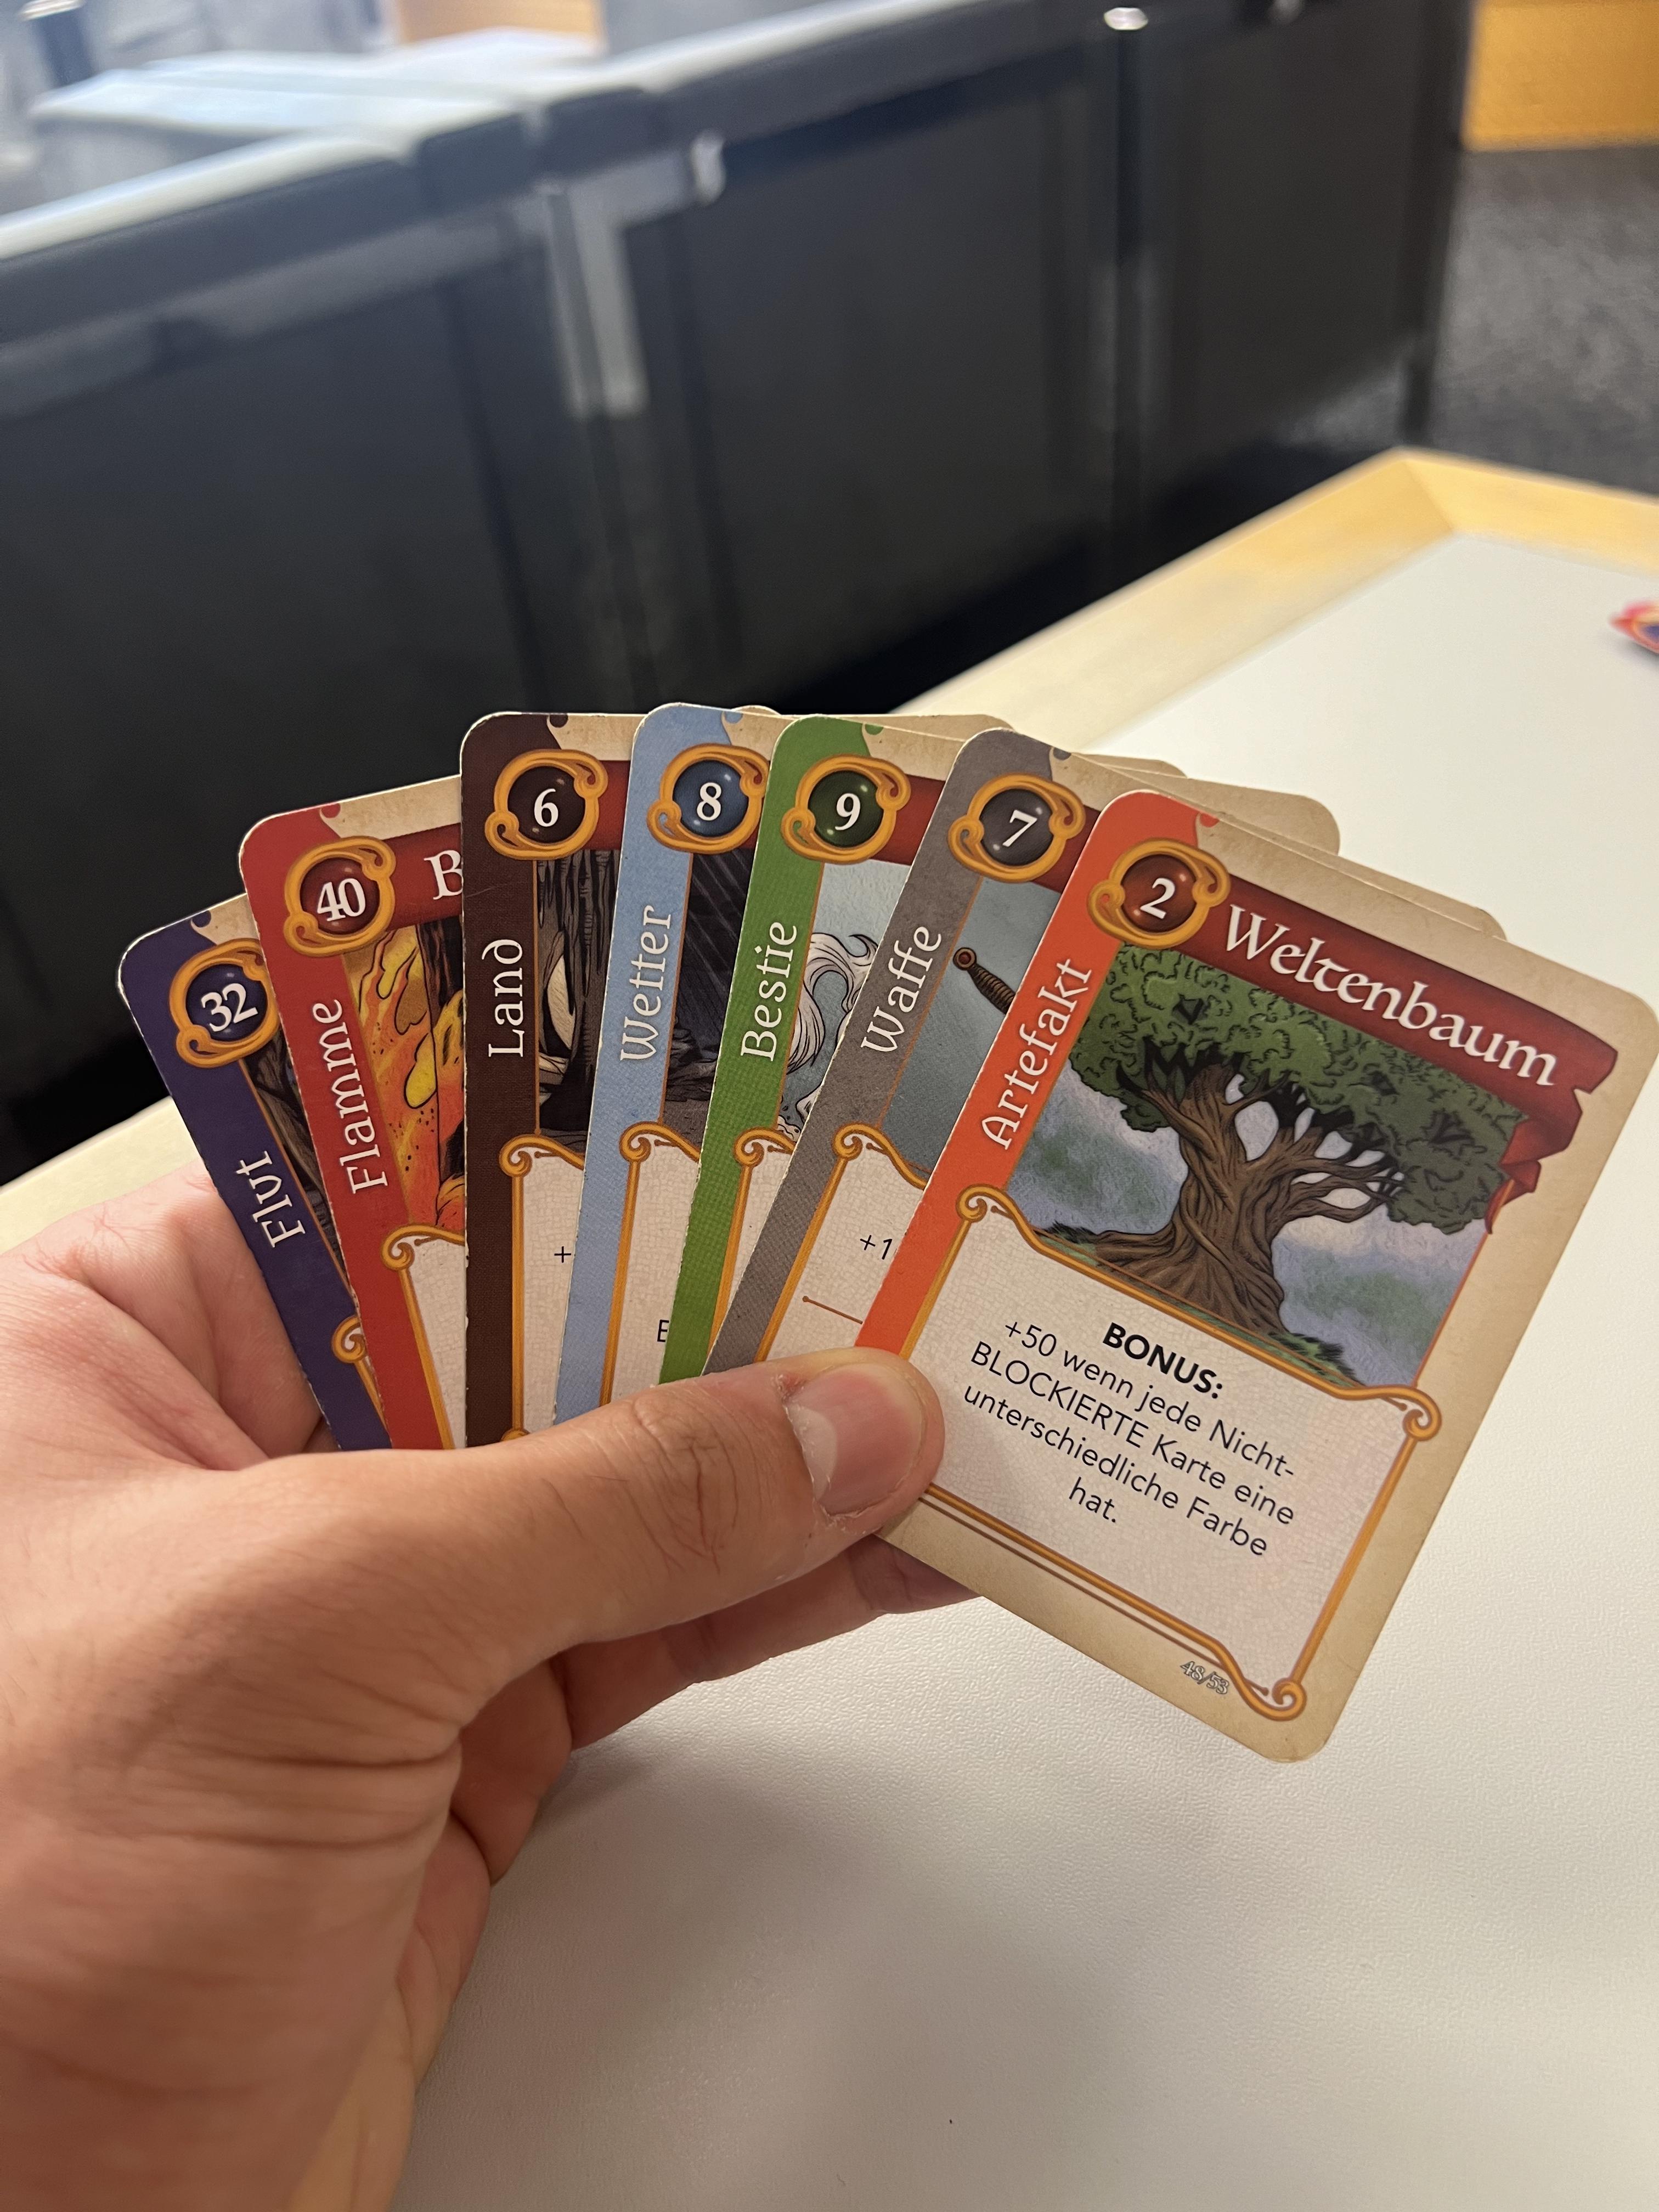 32
Flut
40
B
Flamme
6
Land
+
8
Wetter
B
9
Bestie
7
Waffe
+1
2
Weltenbaum
Artefakt
BONUS:
+50 wenn jede Nicht-
BLOCKIERTE Karte eine
unterschiedliche Farbe
hat.
48/53